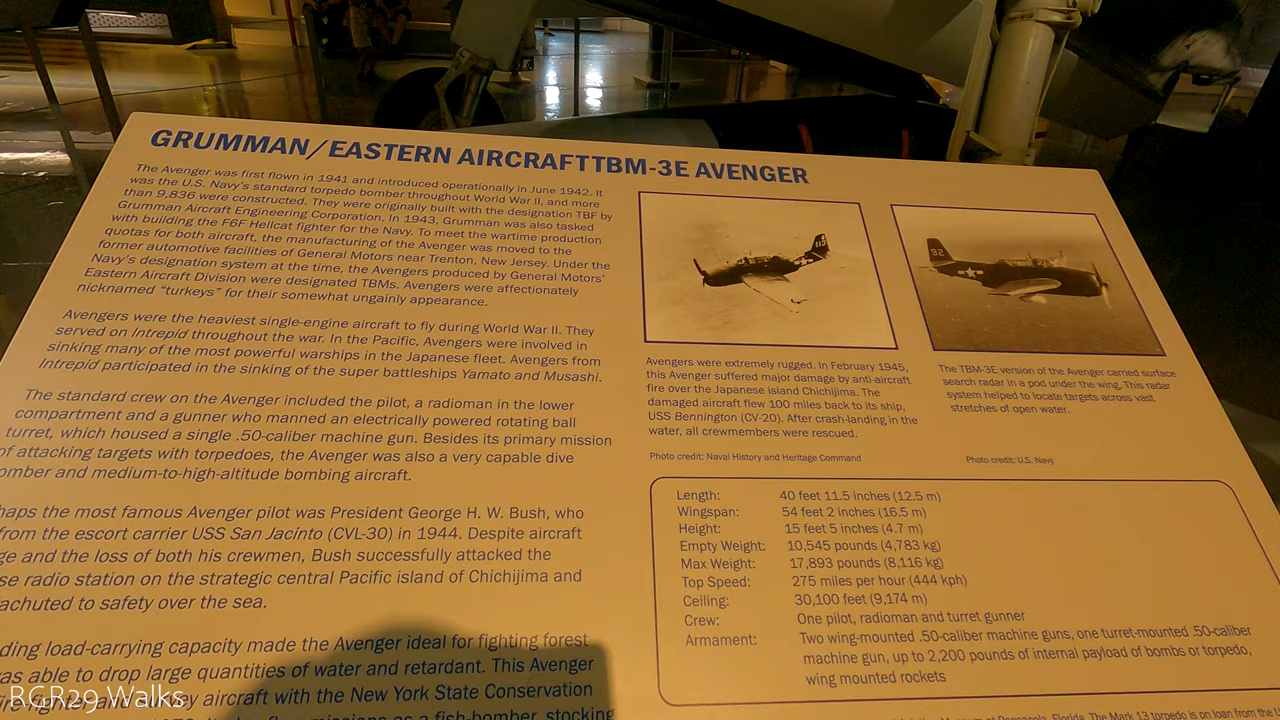 GRUMMAN/EASTERN AIRCRAFT TBM-3E AVENGER
The Avenger was first flown in 1941 and introduced operationally in June 1942. It
was the U.S. Navy's standard torpedo bomber throughout World War II, and more
than 9,836 were constructed. They were originally built with the designation TBF by
Grumman Aircraft Engineering Corporation. In 1943, Grumman was also tasked
with building the F6F Hellcat fighter for the Navy. To meet the wartime production
quotas for both aircraft, the manufacturing of the Avenger was moved to the
former automotive facilities of General Motors near Trenton, New Jersey. Under the
Navy's designation system at the time, the Avengers produced by General Motors'
Eastern Aircraft Division were designated TBMs. Avengers were affectionately
nicknamed "turkeys" for their somewhat ungainly appearance.
Avengers were the heaviest single-engine aircraft to fly during World War II. They
served on Intrepid throughout the war. In the Pacific, Avengers were involved in
sinking many of the most powerful warships in the Japanese fleet. Avengers from
Intrepid participated in the sinking of the super battleships Yamato and Musashi.
The standard crew on the Avenger included the pilot, a radioman in the lower
compartment and a gunner who manned an electrically powered rotating ball
turret, which housed a single .50-caliber machine gun. Besides its primary mission
of attacking targets with torpedoes, the Avenger was also a very capable dive
omber and medium-to-high-altitude bombing aircraft.
haps the most famous Avenger pilot was President George H. W. Bush, who
from the escort carrier USS San Jacinto (CVL-30) in 1944. Despite aircraft
ge and the loss of both his crewmen, Bush successfully attacked the
se radio station on the strategic central Pacific island of Chichijima and
achuted to safety over the sea.
ding load-carrying capacity made the Avenger ideal for fighting forest
as able to drop large quantities of water and retardant. This Avenger
aircraft with the New York State Conservation
missions as a fish-bomber, stocking
113
92
Avengers were extremely rugged. In February 1945,
this Avenger suffered major damage by anti-aircraft
fire over the Japanese island Chichijima. The
damaged aircraft flew 100 miles back to its ship,
USS Bennington (CV-20). After crash-landing in the
water, all crewmembers were rescued.
Photo credit: Naval History and Heritage Command
The TBM-3E version of the Avenger carried surface
search radar in a pod under the wing. This radar
system helped to locate targets across vast
stretches of open water.
Photo credit: U.S. Navy
Length: 40 feet 11.5 inches (12.5 m)
Wingspan: 54 feet 2 inches (16.5 m)
Height: 15 feet 5 inches (4.7 m)
Empty Weight: 10,545 pounds (4,783 kg)
Max Weight: 17,893 pounds (8,116 kg)
Top Speed: 275 miles per hour (444 kph)
Ceiling: 30,100 feet (9,174 m)
Crew: One pilot, radioman and turret gunner
Armament: Two wing-mounted .50-caliber machine guns, one turret-mounted .50-caliber
machine gun, up to 2,200 pounds of internal payload of bombs or torpedo,
wing mounted rockets
Pensacola, Florida. The Mark 13 torpedo is on loan from the U
RGR29 Walks